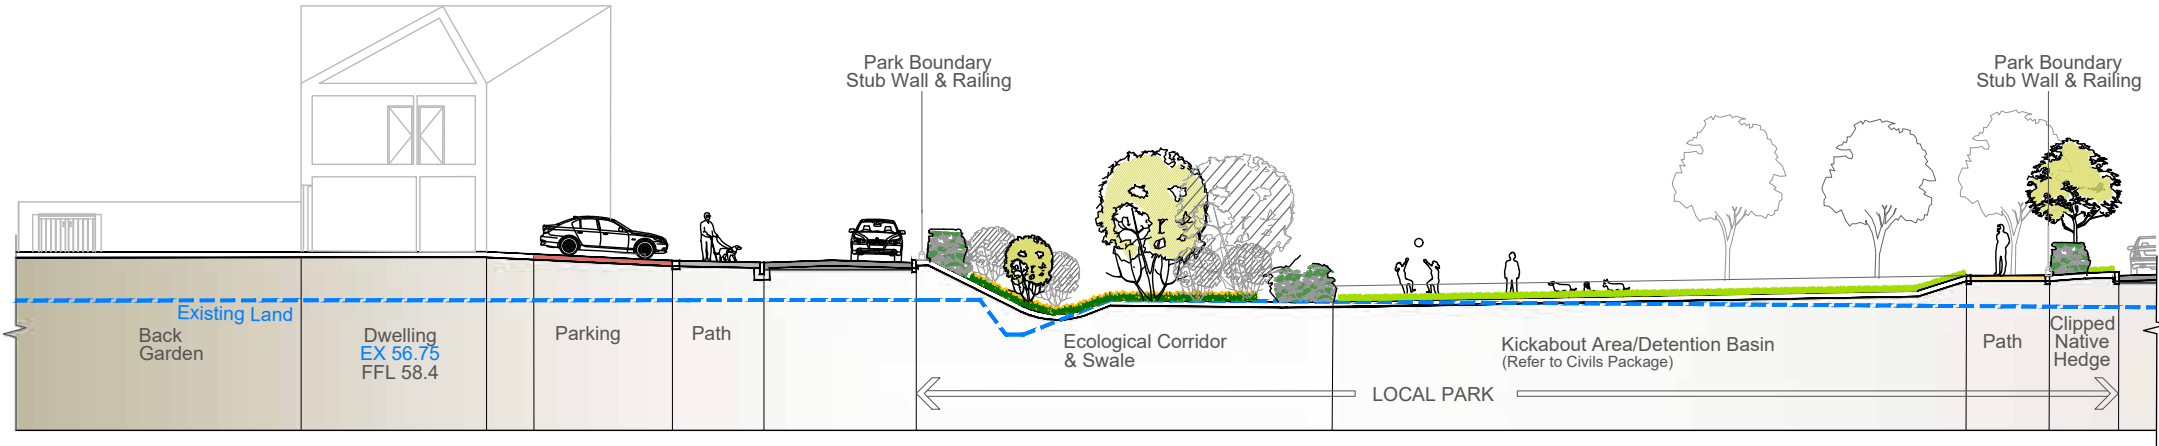 Park Boundary
Stub Wall & Railing
Park Boundary
Stub Wall & Railing
Existing Land
Back
Garden
Dwelling
EX 56.75
FFL 58.4
Parking
Path
Ecological Corridor
& Swale
Kickabout Area/Detention Basin
(Refer to Civils Package)
Path
Clipped
Native
Hedge
LOCAL PARK